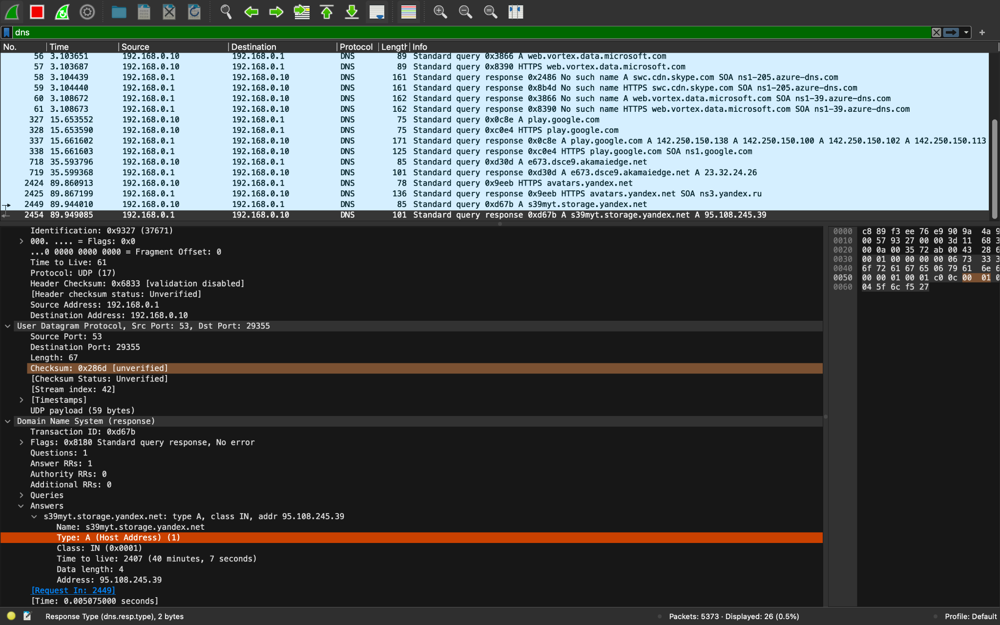 dns
No. Time Source Destination Protocol Length Info
56 3.103651 192.168.0.10 192.168.0.1 DNS 89 Standard query 0x3866 A web.vortex.data.microsoft.com
57 3.103687 192.168.0.10 192.168.0.1 DNS 89 Standard query 0x8390 HTTPS web.vortex.data.microsoft.com
58 3.104439 192.168.0.1 192.168.0.10 DNS 161 Standard query response 0x2486 No such name A swc.cdn.skype.com SOA ns1-205.azure-dns.com
59 3.104440 192.168.0.1 192.168.0.10 DNS 161 Standard query response 0x8b4d No such name HTTPS swc.cdn.skype.com SOA ns1-205.azure-dns.com
60 3.108672 192.168.0.1 192.168.0.10 DNS 162 Standard query response 0x3866 No such name A web.vortex.data.microsoft.com SOA ns1-39.azure-dns.com
61 3.108673 192.168.0.1 192.168.0.10 DNS 162 Standard query response 0x8390 No such name HTTPS web.vortex.data.microsoft.com SOA ns1-39.azure-dns.com
327 15.653552 192.168.0.10 192.168.0.1 DNS 75 Standard query 0x0c8e A play.google.com
328 15.653590 192.168.0.10 192.168.0.1 DNS 75 Standard query 0xc0e4 HTTPS play.google.com
337 15.661602 192.168.0.1 192.168.0.10 DNS 171 Standard query response 0x0c8e A play.google.com A 142.250.150.138 A 142.250.150.100 A 142.250.150.102 A 142.250.150.113
338 15.661603 192.168.0.1 192.168.0.10 DNS 125 Standard query response 0xc0e4 HTTPS play.google.com SOA ns1.google.com
718 35.593796 192.168.0.10 192.168.0.1 DNS 85 Standard query 0xd30d A e673.dsce9.akamaiedge.net
719 35.599368 192.168.0.1 192.168.0.10 DNS 101 Standard query response 0xd30d A e673.dsce9.akamaiedge.net A 23.32.24.26
2424 89.860913 192.168.0.10 192.168.0.1 DNS 78 Standard query 0x9eeb HTTPS avatars.yandex.net
2425 89.867199 192.168.0.1 192.168.0.10 DNS 136 Standard query response 0x9eeb HTTPS avatars.yandex.net SOA ns3.yandex.ru
2449 89.944010 192.168.0.10 192.168.0.1 DNS 85 Standard query 0xd67b A s39myt.storage.yandex.net
2454 89.949085 192.168.0.1 192.168.0.10 DNS 101 Standard query response 0xd67b A s39myt.storage.yandex.net A 95.108.245.39
Identification: 0x9327 (37671)
000. .... = Flags: 0x0
...0 0000 0000 0000 = Fragment Offset: 0
Time to Live: 61
Protocol: UDP (17)
Header Checksum: 0x6833 [validation disabled]
[Header checksum status: Unverified]
Source Address: 192.168.0.1
Destination Address: 192.168.0.10
User Datagram Protocol, Src Port: 53, Dst Port: 29355
Source Port: 53
Destination Port: 29355
Length: 67
Checksum: 0x286d [unverified]
[Checksum Status: Unverified]
[Stream index: 42]
[Timestamps]
UDP payload (59 bytes)
Domain Name System (response)
Transaction ID: 0xd67b
Flags: 0x8180 Standard query response, No error
Questions: 1
Answer RRs: 1
Authority RRs: 0
Additional RRs: 0
Queries
Answers
s39myt.storage.yandex.net: type A, class IN, addr 95.108.245.39
Name: s39myt.storage.yandex.net
Type: A (Host Address) (1)
Class: IN (0x0001)
Time to live: 2407 (40 minutes, 7 seconds)
Data length: 4
Address: 95.108.245.39
[Request In: 2449]
[Time: 0.005075000 seconds]
0000 c8 89 f3 ee 76 e9 90 9a 4a 9
0010 00 57 93 27 00 00 3d 11 68 3
0020 00 0a 00 35 72 ab 00 43 28 6
0030 00 01 00 00 00 00 06 73 33 3
0040 6f 72 61 67 65 06 79 61 6e 6
0050 00 00 01 00 01 c0 0c 00 01 0
0060 04 5f 6c f5 27
Response Type (dns.resp.type), 2 bytes
Packets: 5373 · Displayed: 26 (0.5%)
Profile: Default